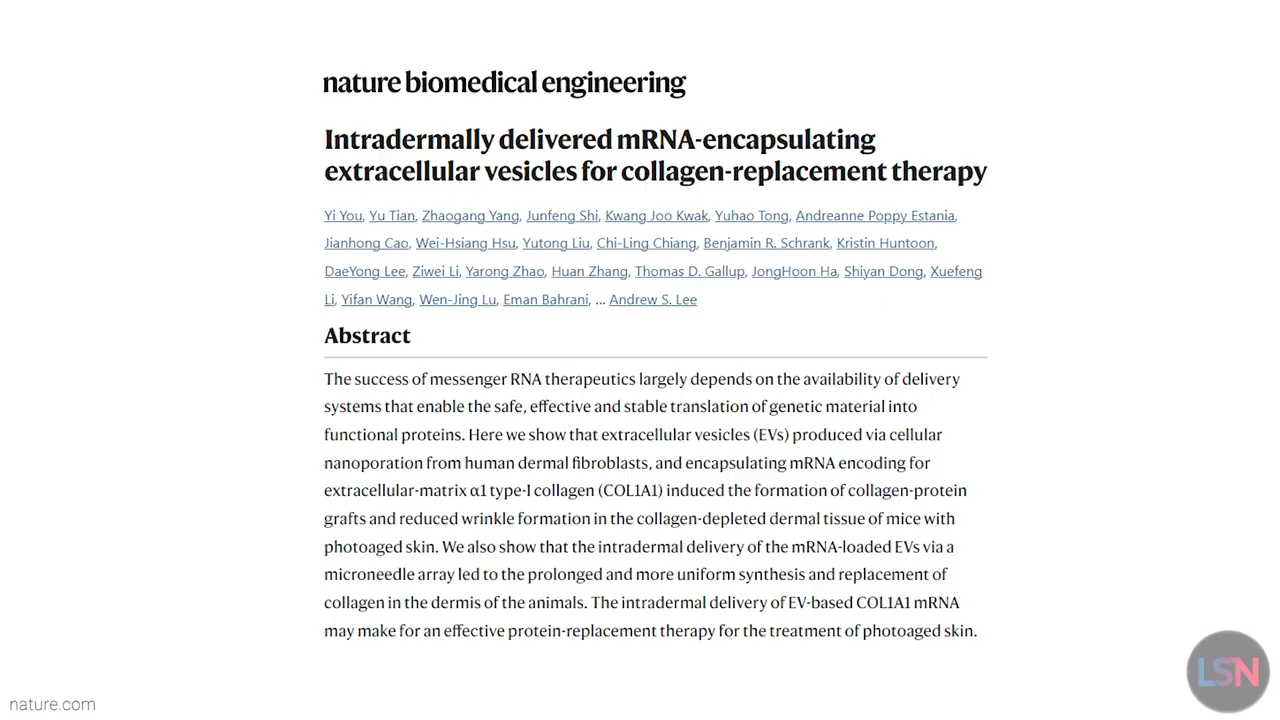 nature biomedical engineering
Intradermally delivered mRNA-encapsulating
extracellular vesicles for collagen-replacement therapy
Yi You, Yu Tian, Zhaogang Yang, Junfeng Shi, Kwang Joo Kwak, Yuhao Tong, Andreanne Poppy Estania,
Jianhong Cao, Wei-Hsiang Hsu, Yutong Liu, Chi-Ling Chiang, Benjamin R. Schrank, Kristin Huntoon,
DaeYong Lee, Ziwei Li, Yarong Zhao, Huan Zhang, Thomas D. Gallup, JongHoon Ha, Shiyan Dong, Xuefeng
Li, Yifan Wang, Wen-Jing Lu, Eman Bahrani, ... Andrew S. Lee
Abstract
The success of messenger RNA therapeutics largely depends on the availability of delivery
systems that enable the safe, effective and stable translation of genetic material into
functional proteins. Here we show that extracellular vesicles (EVs) produced via cellular
nanoporation from human dermal fibroblasts, and encapsulating mRNA encoding for
extracellular-matrix α1 type-I collagen (COL1A1) induced the formation of collagen-protein
grafts and reduced wrinkle formation in the collagen-depleted dermal tissue of mice with
photoaged skin. We also show that the intradermal delivery of the mRNA-loaded EVs via a
microneedle array led to the prolonged and more uniform synthesis and replacement of
collagen in the dermis of the animals. The intradermal delivery of EV-based COL1A1 mRNA
may make for an effective protein-replacement therapy for the treatment of photoaged skin.
LSN
nature.com